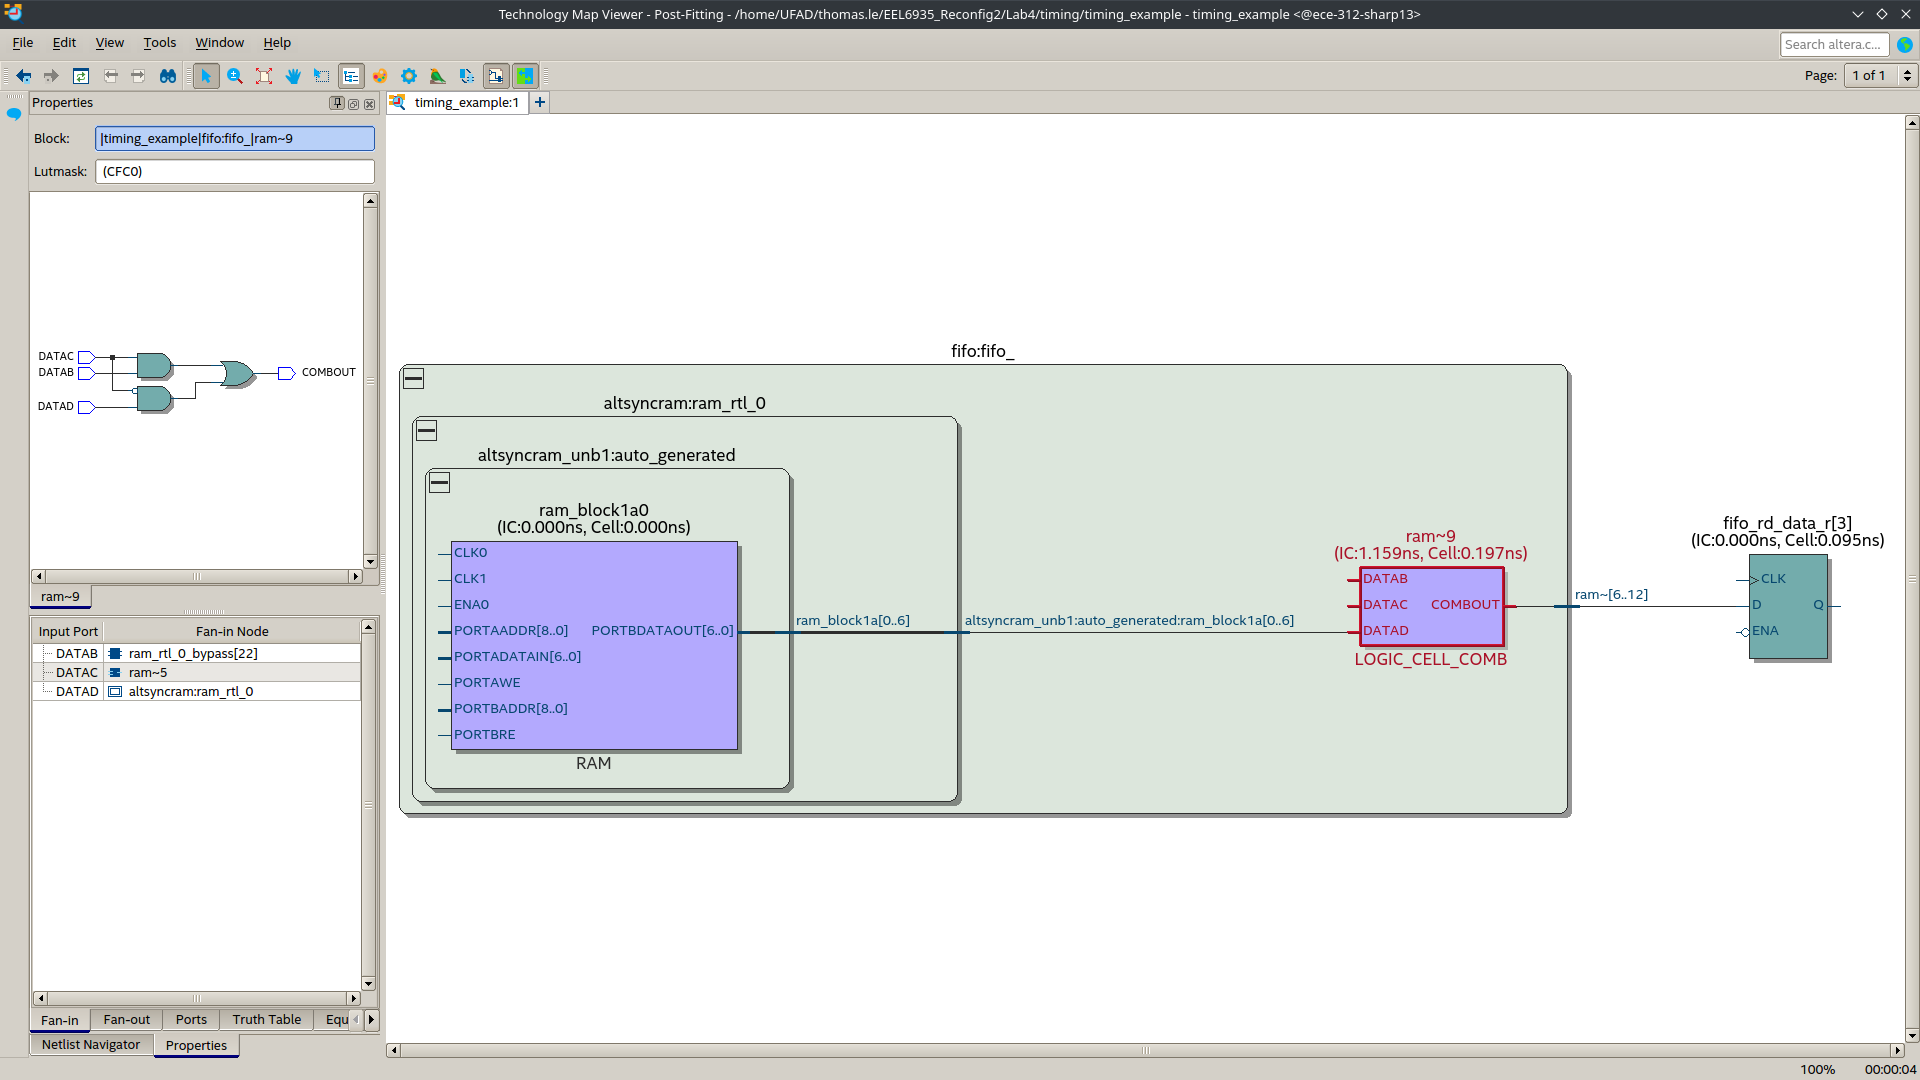 Technology Map Viewer - Post-Fitting - /home/UFAD/thomas.le/EEL6935_Reconfig2/Lab4/timing/timing_example - timing_example <@ece-312-sharp13>
File Edit View Tools Window Help
Search altera.c...
Page: 1 of 1
Properties
Block: |timing_example|fifo:fifo_|ram~9
Lutmask: (CFC0)
DATAC
DATAB
DATAD
COMBOUT
ram~9
Input Port Fan-in Node
DATAB ram_rtl_0_bypass[22]
DATAC ram~5
DATAD altsyncram:ram_rtl_0
Fan-in Fan-out Ports Truth Table Equ
Netlist Navigator Properties
timing_example:1
fifo:fifo_
altsyncram:ram_rtl_0
altsyncram_unb1:auto_generated
ram_block1a0
(IC:0.000ns, Cell:0.000ns)
CLK0
CLK1
ENA0
PORTAADDR[8..0] PORTBDATAOUT[6..0]
PORTADATAIN[6..0]
PORTAWE
PORTBADDR[8..0]
PORTBRE
RAM
ram_block1a[0..6]
altsyncram_unb1:auto_generated:ram_block1a[0..6]
ram~9
(IC:1.159ns, Cell:0.197ns)
DATAB
DATAC COMBOUT
DATAD
LOGIC_CELL_COMB
ram~[6..12]
fifo_rd_data_r[3]
(IC:0.000ns, Cell:0.095ns)
CLK
D Q
ENA
100% 00:00:04